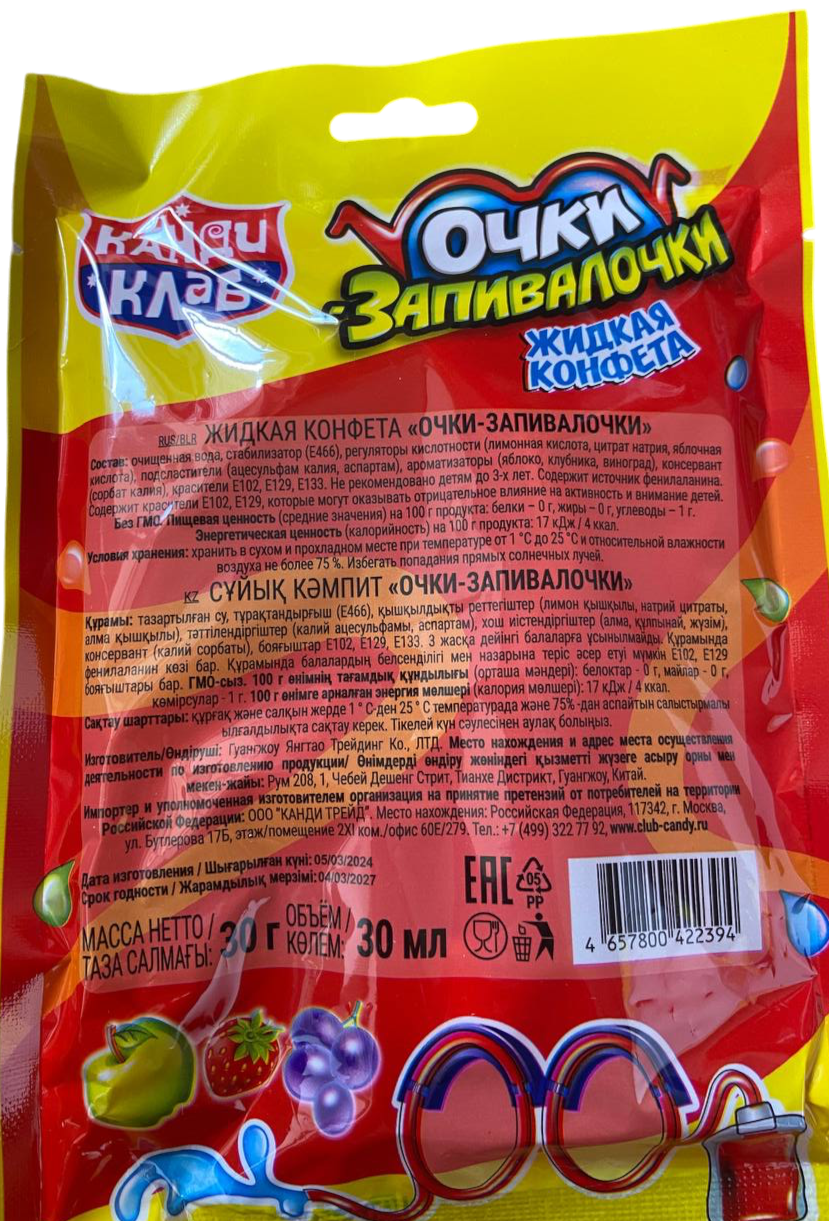 КАНДИ
КЛАБ
ОЧКИ
-ЗАПИВАЛОЧКИ
ЖИДКАЯ
КОНФЕТА
RUS/BLR ЖИДКАЯ КОНФЕТА «ОЧКИ-ЗАПИВАЛОЧКИ»
Состав: очищенная вода, стабилизатор (Е466), регуляторы кислотности (лимонная кислота, цитрат натрия, яблочная
кислота), подсластители (ацесульфам калия, аспартам), ароматизаторы (яблоко, клубника, виноград), консервант
(сорбат калия), красители Е102, Е129, Е133. Не рекомендовано детям до 3-х лет. Содержит источник фенилаланина.
Содержит красители Е102, Е129, которые могут оказывать отрицательное влияние на активность и внимание детей.
Без ГМО. Пищевая ценность (средние значения) на 100 г продукта: белки – 0 г, жиры – 0 г, углеводы – 1 г.
Энергетическая ценность (калорийность) на 100 г продукта: 17 кДж / 4 ккал.
Условия хранения: хранить в сухом и прохладном месте при температуре от 1 °С до 25 °С и относительной влажности
воздуха не более 75 %. Избегать попадания прямых солнечных лучей.
KZ СҰЙЫҚ КӘМПИТ «ОЧКИ-ЗАПИВАЛОЧКИ»
Құрамы: тазартылған су, тұрақтандырғыш (Е466), қышқылдықты реттегіштер (лимон қышқылы, натрий цитраты,
алма қышқылы), тәттілендіргіштер (калий ацесульфамы, аспартам), хош иістендіргіштер (алма, құлпынай, жүзім),
консервант (калий сорбаты), бояғыштар Е102, Е129, Е133. 3 жасқа дейінгі балаларға ұсынылмайды. Құрамында
фенилаланин көзі бар. Құрамында балалардың белсенділігі мен назарына теріс әсер етуі мүмкін Е102, Е129
бояғыштары бар. ГМО-сыз. 100 г өнімнің тағамдық құндылығы (орташа мәндері): белоктар - 0 г, майлар - 0 г,
көмірсулар - 1 г. 100 г өнімге арналған энергия мөлшері (калория мөлшері): 17 кДж / 4 ккал.
Сақтау шарттары: құрғақ және салқын жерде 1 ° С-ден 25 ° С температурада және 75% -дан аспайтын салыстырмалы
ылғалдылықта сақтау керек. Тікелей күн сәулесінен аулақ болыңыз.
Изготовитель/Өндіруші: Гуанчжоу Янгтао Трейдинг Ко., ЛТД. Место нахождения и адрес места осуществления
деятельности по изготовлению продукции/ Өнімдерді өндіру жөніндегі қызметті жүзеге асыру орны мен
мекен-жайы: Рум 208, 1, Чебей Дешенг Стрит, Тианхе Дистрикт, Гуангжоу, Китай.
Импортер и уполномоченная изготовителем организация на принятие претензий от потребителей на территории
Российской Федерации: ООО "КАНДИ ТРЕЙД". Место нахождения: Российская Федерация, 117342, г. Москва,
ул. Бутлерова 17Б, этаж/помещение 2XI ком./офис 60Е/279. Тел.: +7 (499) 322 77 92, www.club-candy.ru
Дата изготовления / Шығарылған күні: 05/03/2024
Срок годности / Жарамдылық мерзімі: 04/03/2027
EAC
05
PP
МАССА НЕТТО /
ТАЗА САЛМАҒЫ: 30 г
ОБЪЁМ /
КӨЛЕМ: 30 мл
4 657800 422394